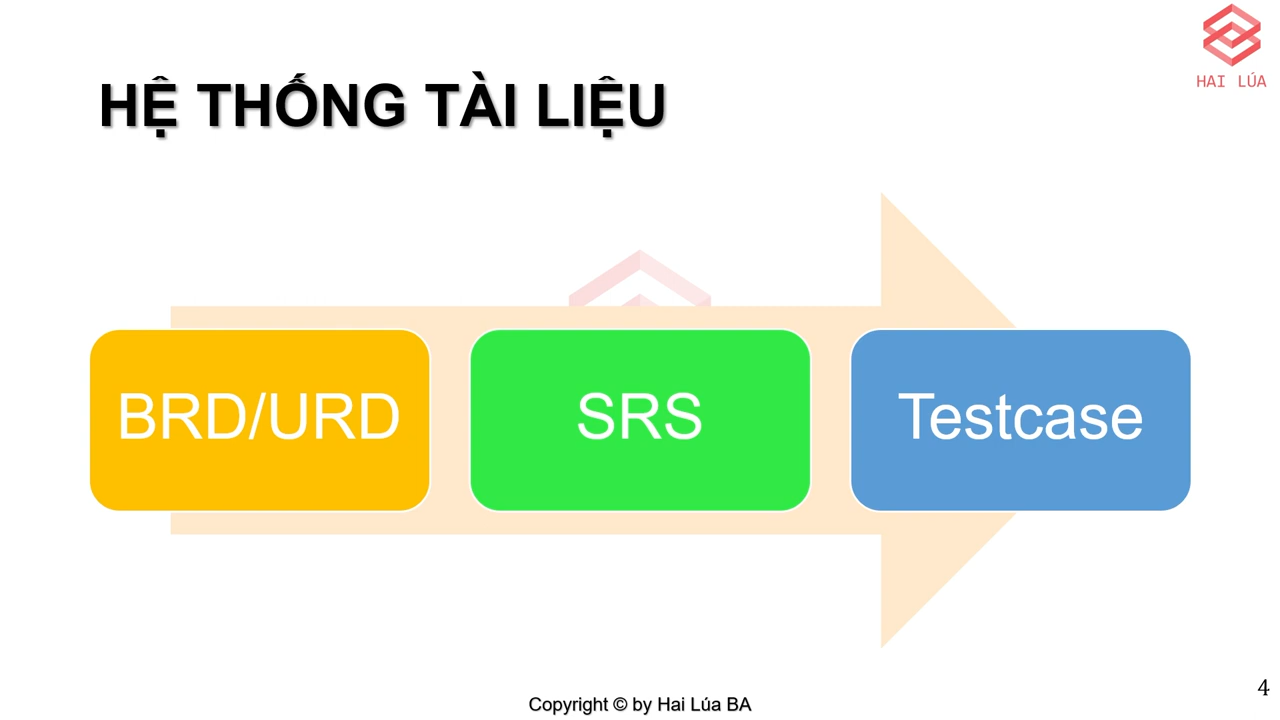 HAI LÚA
HỆ THỐNG TÀI LIỆU
BRD/URD
SRS
Testcase
Copyright © by Hai Lúa BA
4